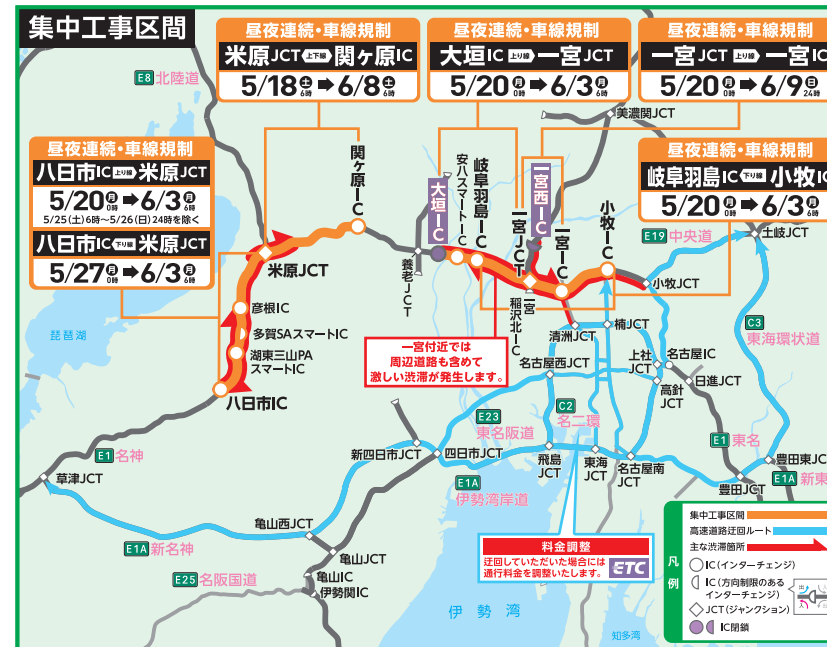 集中工事区間
昼夜連続・車線規制
米原JCT 上下線 関ヶ原IC
5/18土6時➡6/8土6時
昼夜連続・車線規制
大垣IC 上り線 一宮JCT
5/20月0時➡6/3月6時
昼夜連続・車線規制
一宮JCT 上り線 一宮IC
5/20月0時➡6/9日24時
昼夜連続・車線規制
八日市IC 上り線 米原JCT
5/20月0時➡6/3月6時
5/25(土)6時～5/26(日)24時を除く
八日市IC 下り線 米原JCT
5/27月0時➡6/3月6時
昼夜連続・車線規制
岐阜羽島IC 下り線 小牧IC
5/20月0時➡6/3月6時
E8 北陸道
美濃関JCT
関ヶ原IC
大垣IC
安八スマートIC
岐阜羽島IC
一宮JCT
一宮西IC
一宮IC
小牧IC
E19 中央道
土岐JCT
米原JCT
養老JCT
一宮稲沢北IC
小牧JCT
彦根IC
多賀SAスマートIC
湖東三山PA
スマートIC
八日市IC
琵琶湖
一宮付近では
周辺道路も含めて
激しい渋滞が発生します。
清洲JCT
楠JCT
C3
東海環状道
名古屋西JCT
上社
JCT
名古屋IC
日進JCT
高針
JCT
E23
東名阪道
C2
名二環
E1 東名
E1 名神
草津JCT
新四日市JCT
四日市JCT
飛島
JCT
東海
JCT
名古屋南
JCT
豊田東JC
豊田JCT
E1A 新東
E1A
伊勢湾岸道
亀山西JCT
E1A 新名神
亀山JCT
E25 名阪国道
亀山IC
伊勢関IC
料金調整
迂回していただいた場合には
通行料金を調整いたします。
ETC
伊勢湾
知多湾
凡例
集中工事区間
高速道路迂回ルート
主な渋滞箇所
IC(インターチェンジ)
IC(方向制限のある
インターチェンジ)
JCT(ジャンクション)
IC閉鎖
出
入